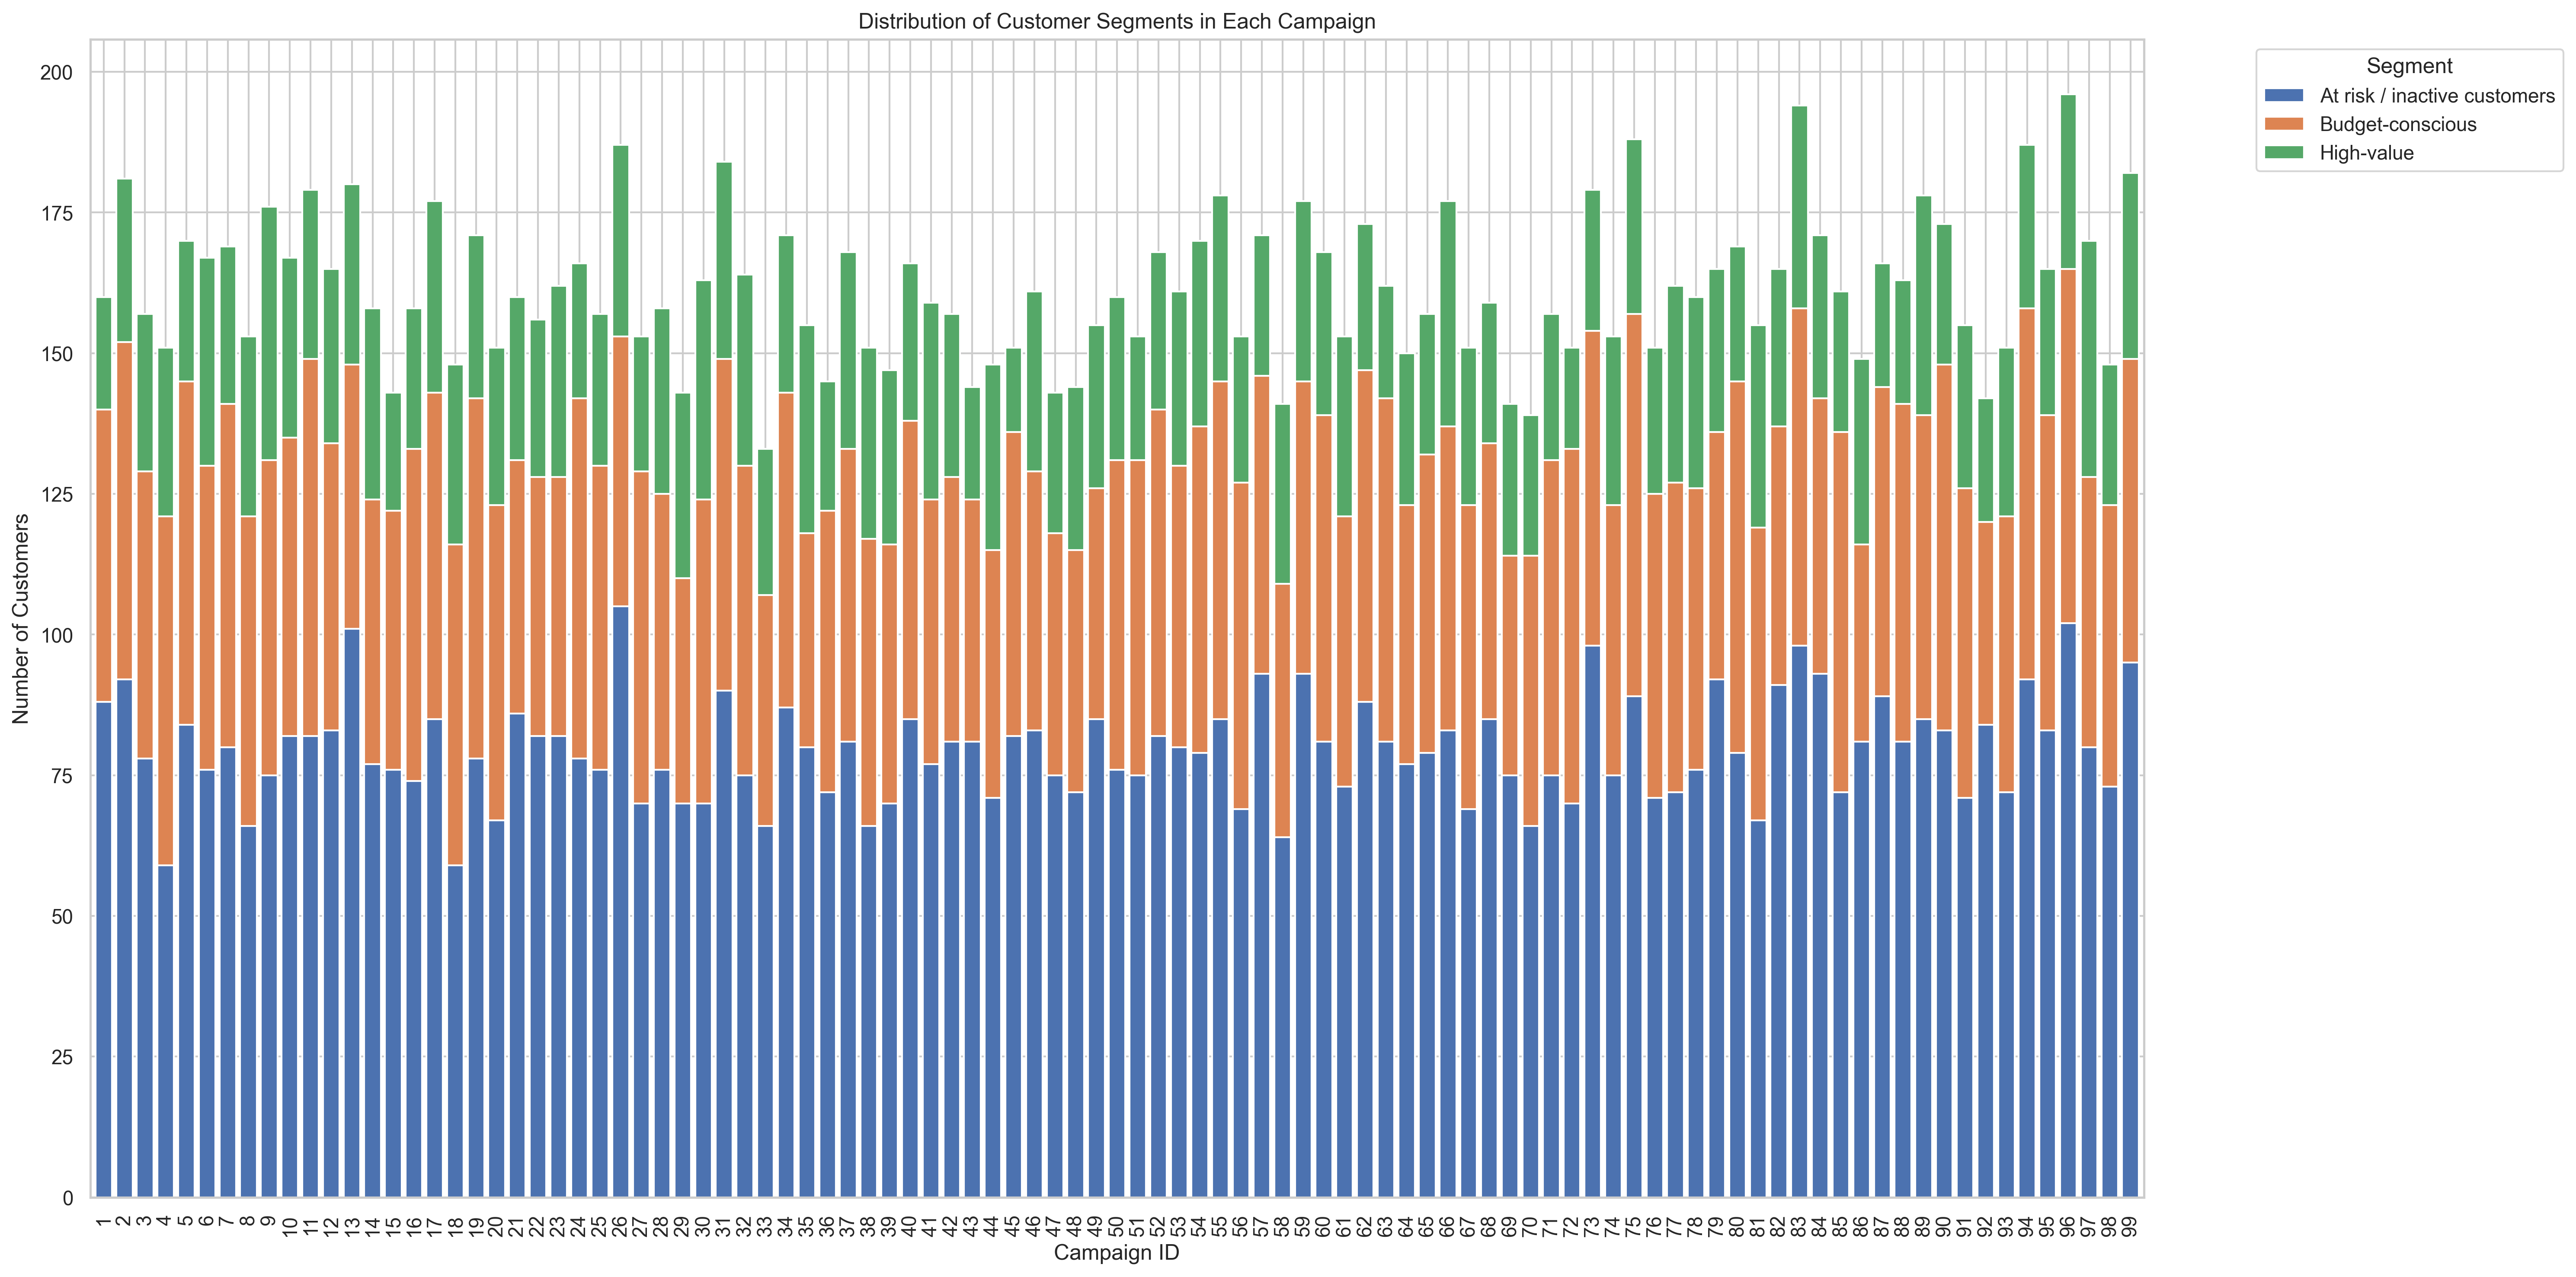 Distribution of Customer Segments in Each Campaign
Segment
At risk / inactive customers
Budget-conscious
High-value
Number of Customers
200
175
150
125
100
75
50
25
0
1 2 3 4 5 6 7 8 9 10 11 12 13 14 15 16 17 18 19 20 21 22 23 24 25 26 27 28 29 30 31 32 33 34 35 36 37 38 39 40 41 42 43 44 45 46 47 48 49 50 51 52 53 54 55 56 57 58 59 60 61 62 63 64 65 66 67 68 69 70 71 72 73 74 75 76 77 78 79 80 81 82 83 84 85 86 87 88 89 90 91 92 93 94 95 96 97 98 99
Campaign ID